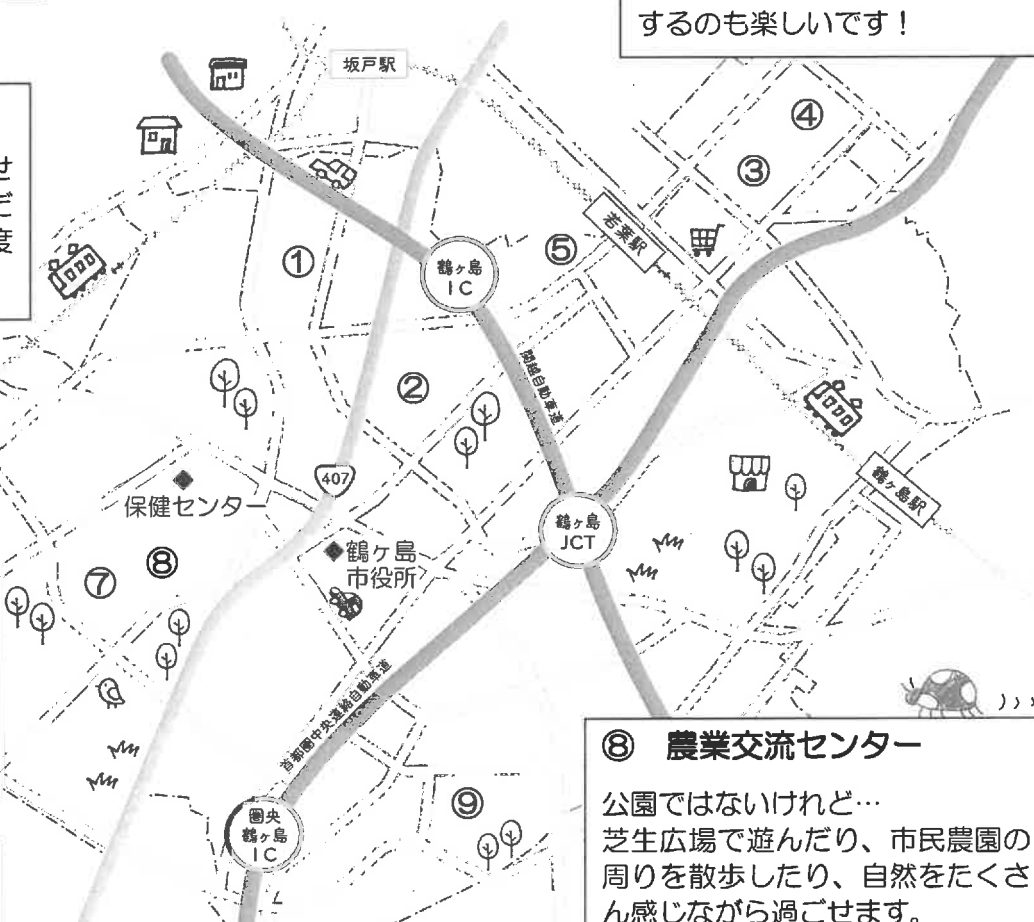 するのも楽しいです！
坂戸駅
せ
だ
度
④
③
若葉駅
⑤
①
鶴ヶ島
IC
関越自動車道
②
407
保健センター
鶴ヶ島駅
鶴ヶ島
JCT
鶴ヶ島
市役所
⑧
⑦
首都圏中央連絡自動車道
圏央
鶴ヶ島
IC
⑨
⑧ 農業交流センター
公園ではないけれど…
芝生広場で遊んだり、市民農園の
周りを散歩したり、自然をたくさ
ん感じながら過ごせます。